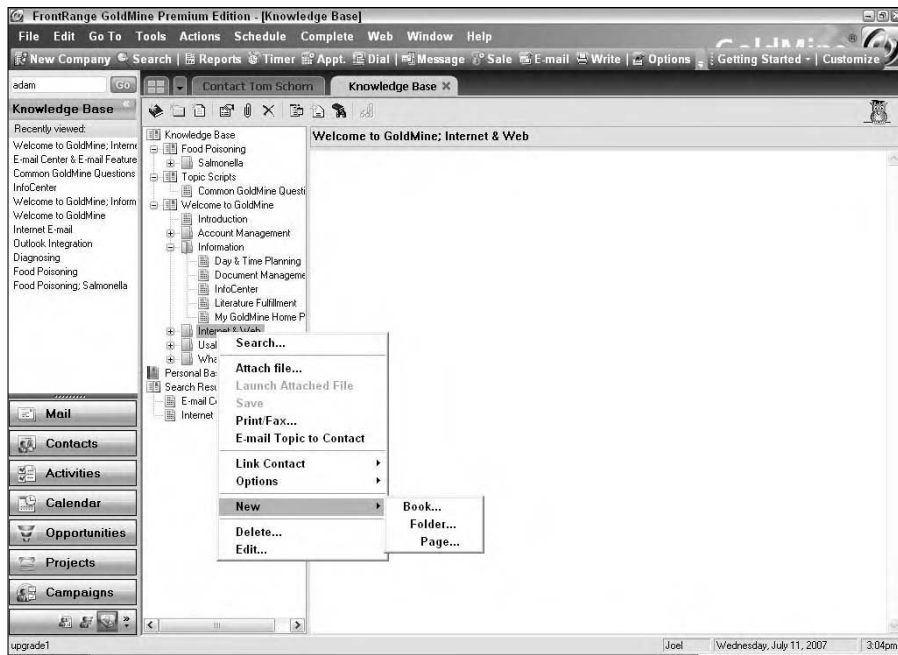 FrontRange GoldMine Premium Edition - [Knowledge Base]
File Edit Go To Tools Actions Schedule Complete Web Window Help
New Company Search Reports Timer Appt. Dial Message Sale E-mail Write Options Getting Started Customize
adam Go Contact Tom Schorn Knowledge Base
Knowledge Base
Recently viewed:
Welcome to GoldMine; Interne
E-mail Center & E-mail Feature
Common GoldMine Questions
InfoCenter
Welcome to GoldMine; Inform
Welcome to GoldMine
Internet E-mail
Outlook Integration
Diagnosing
Food Poisoning
Food Poisoning; Salmonella
Mail
Contacts
Activities
Calendar
Opportunities
Projects
Campaigns
Knowledge Base
Food Poisoning
Salmonella
Topic Scripts
Common GoldMine Questi
Welcome to GoldMine
Introduction
Account Management
Information
Day & Time Planning
Document Manageme
InfoCenter
Literature Fulfillment
My GoldMine Home P
Internet & Web
Usal
Wha
Personal Ba
Search Resu
E-mail C
Internet
Welcome to GoldMine; Internet & Web
Search...
Attach file...
Launch Attached File
Save
Print/Fax...
E-mail Topic to Contact
Link Contact
Options
New
Delete...
Edit...
Book...
Folder...
Page...
upgrade1 Joel Wednesday, July 11, 2007 3:04pm